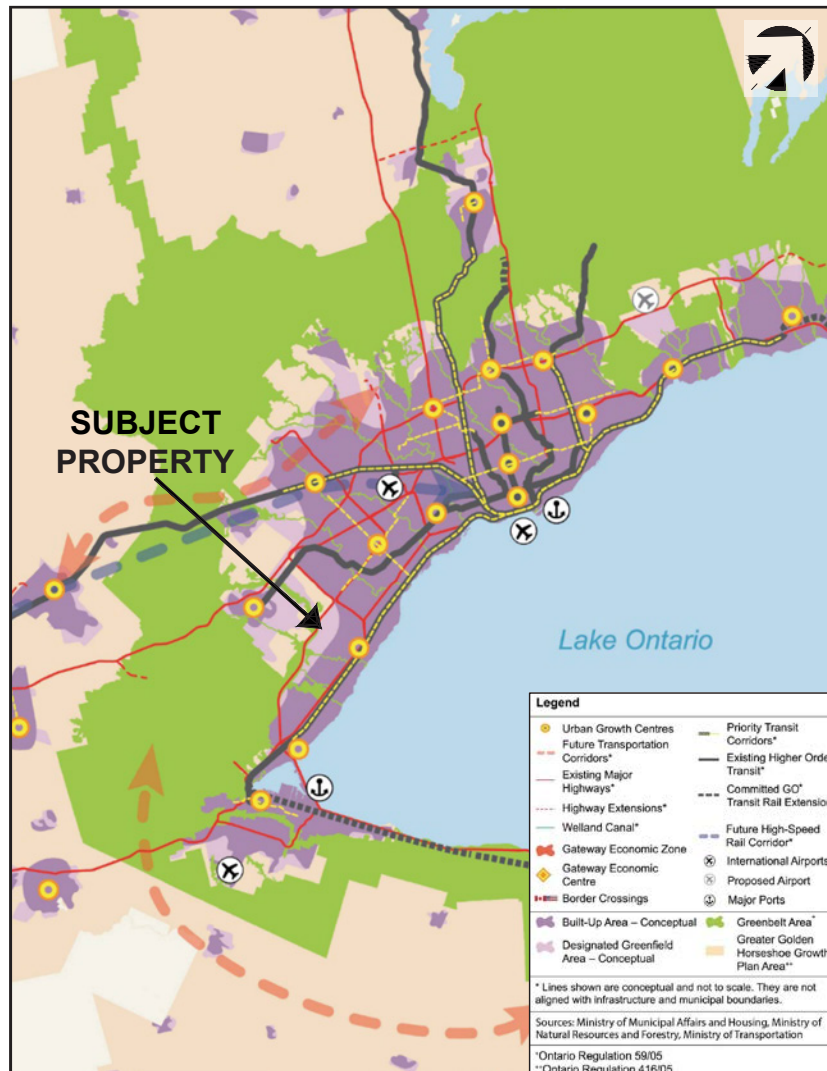 SUBJECT
PROPERTY
Lake Ontario
Legend
Urban Growth Centres
Future Transportation
Corridors*
Existing Major
Highways*
Highway Extensions*
Welland Canal*
Gateway Economic Zone
Gateway Economic
Centre
Border Crossings
Priority Transit
Corridors*
Existing Higher Orde
Transit*
Committed GO*
Transit Rail Extension
Future High-Speed
Rail Corridor*
International Airports
Proposed Airport
Major Ports
Built-Up Area – Conceptual
Designated Greenfield
Area – Conceptual
Greenbelt Area*
Greater Golden
Horseshoe Growth
Plan Area**
* Lines shown are conceptual and not to scale. They are not
aligned with infrastructure and municipal boundaries.
Sources: Ministry of Municipal Affairs and Housing, Ministry of
Natural Resources and Forestry, Ministry of Transportation
*Ontario Regulation 59/05
**Ontario Regulation 416/05